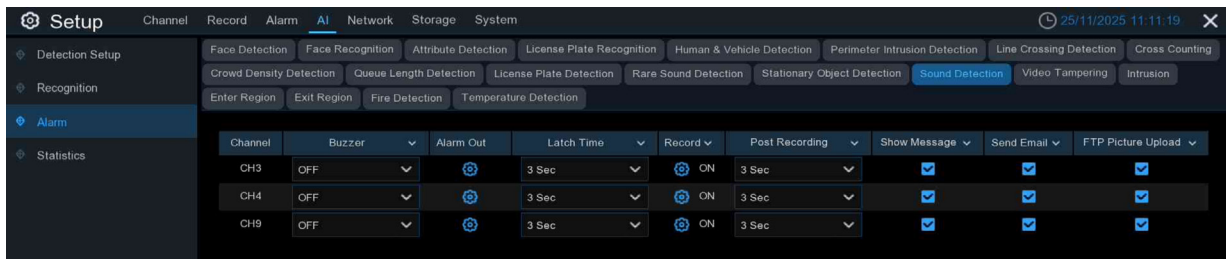 Setup Channel Record Alarm AI Network Storage System 25/11/2025 11:11:19
Detection Setup
Recognition
Alarm
Statistics
Face Detection Face Recognition Attribute Detection License Plate Recognition Human & Vehicle Detection Perimeter Intrusion Detection Line Crossing Detection Cross Counting
Crowd Density Detection Queue Length Detection License Plate Detection Rare Sound Detection Stationary Object Detection Sound Detection Video Tampering Intrusion
Enter Region Exit Region Fire Detection Temperature Detection
Channel Buzzer Alarm Out Latch Time Record Post Recording Show Message Send Email FTP Picture Upload
CH3 OFF 3 Sec ON 3 Sec
CH4 OFF 3 Sec ON 3 Sec
CH9 OFF 3 Sec ON 3 Sec